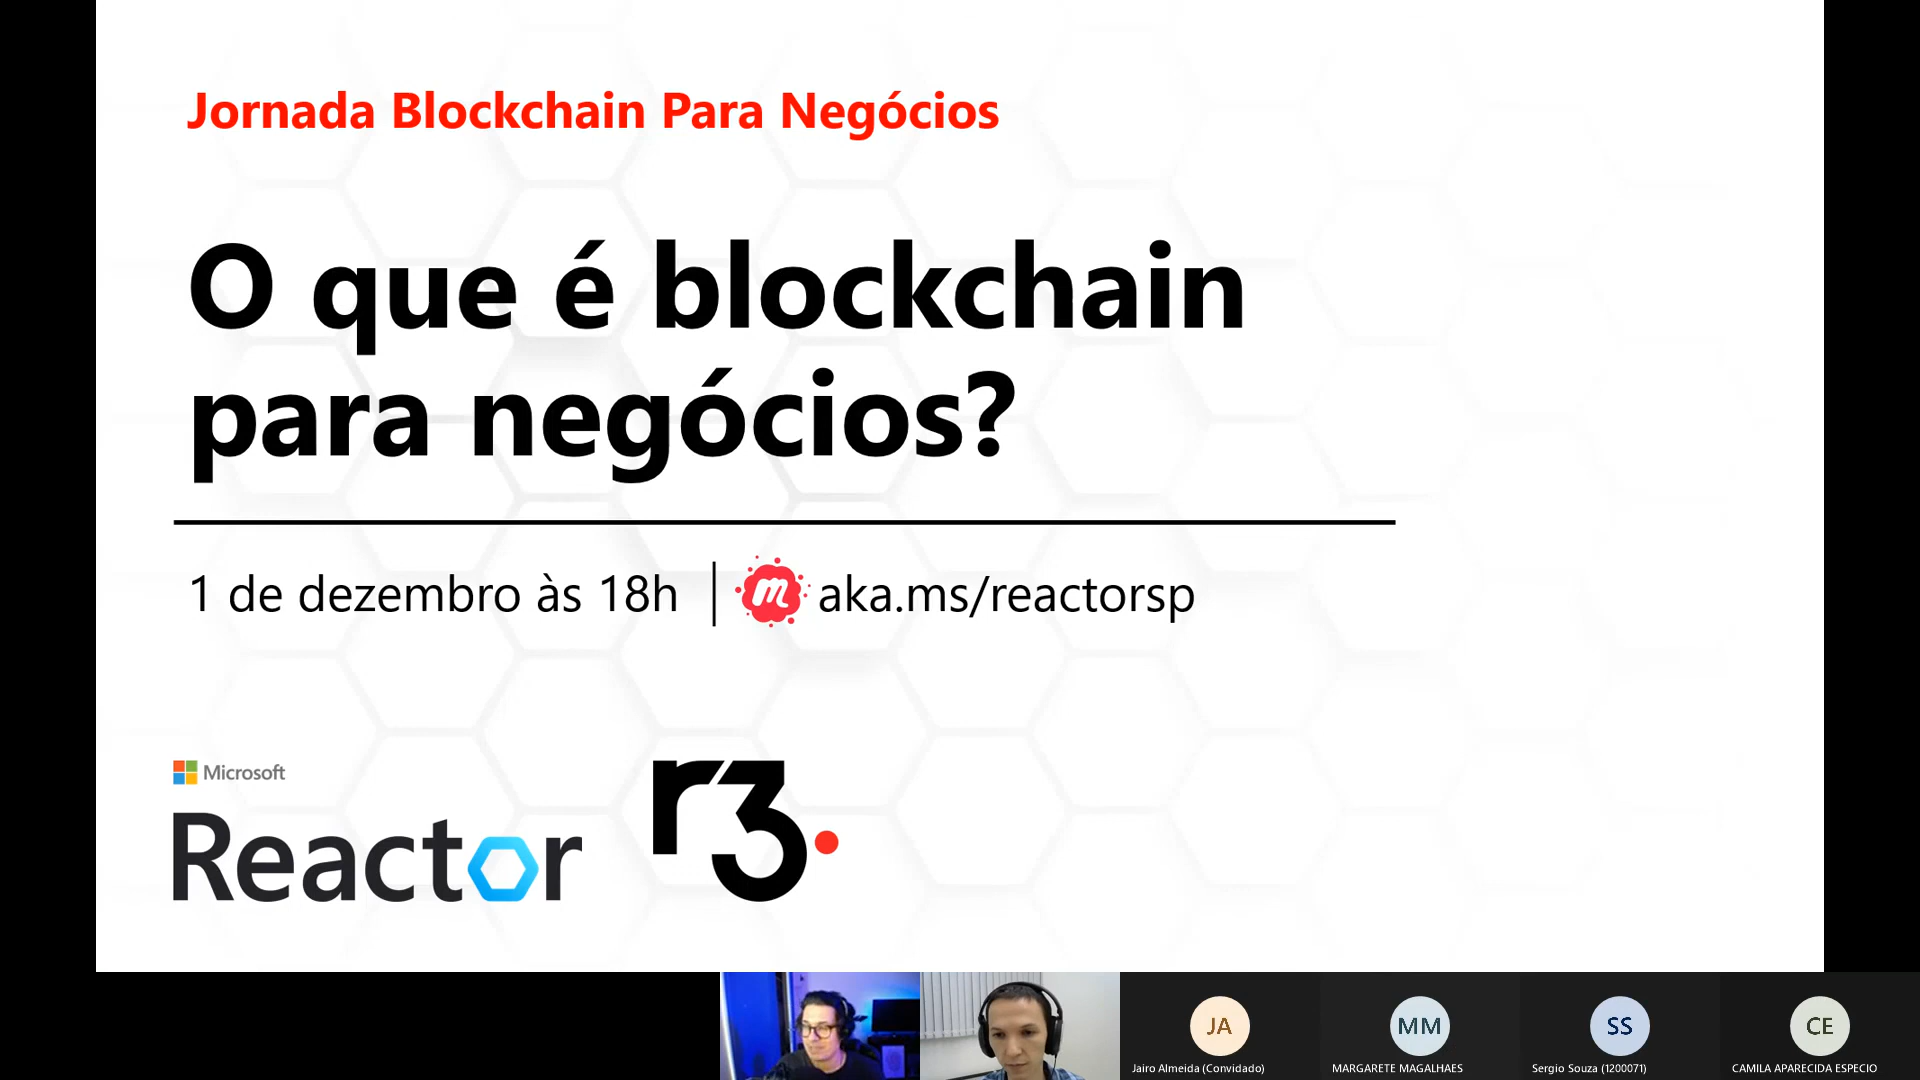 Jornada Blockchain Para Negócios
O que é blockchain
para negócios?
1 de dezembro às 18h
m aka.ms/reactorsp
Microsoft
Reactor
r3.
JA
MM
SS
CE
Jairo Almeida (Convidado)
MARGARETE MAGALHAES
Sergio Souza (1200071)
CAMILA APARECIDA ESPECIO